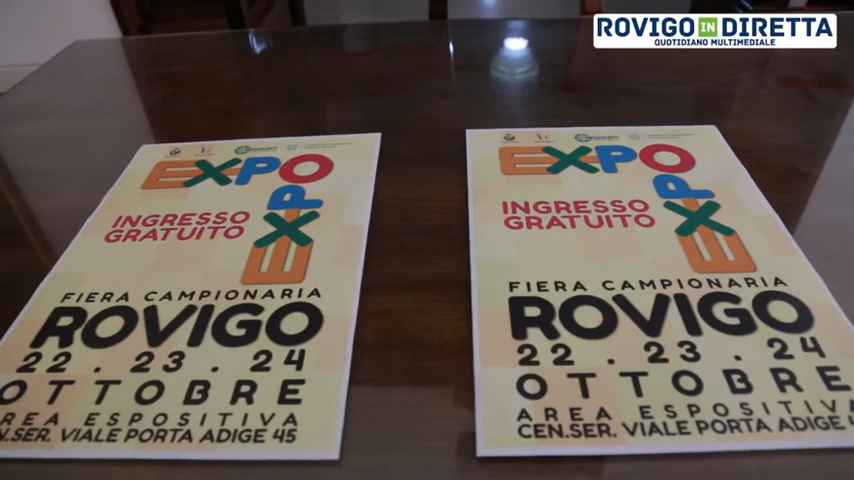 ROVIGO IN DIRETTA
QUOTIDIANO MULTIMEDIALE
EXPO
EXPO
INGRESSO
GRATUITO
FIERA CAMPIONARIA
ROVIGO
22 . 23 . 24
OTTOBRE
AREA ESPOSITIVA
CEN.SER. VIALE PORTA ADIGE 45
EXPO
EXPO
INGRESSO
GRATUITO
FIERA CAMPIONARIA
ROVIGO
22 . 23 . 24
OTTOBRE
AREA ESPOSITIVA
CEN.SER. VIALE PORTA ADIGE 4